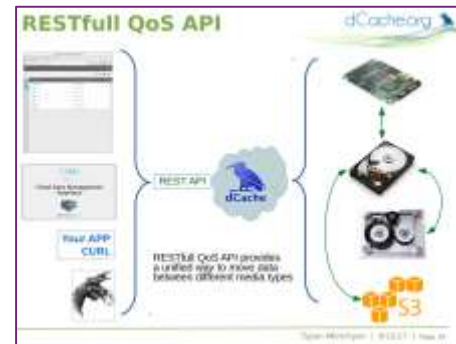 RESTfull QoS API
dCache.org
REST API
dCache
Your APP
CURL
RESTfull QoS API provides
a unified way to move data
between different media types
S3